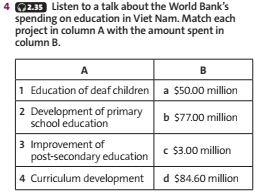 4 2.35 Listen to a talk about the World Bank's
spending on education in Viet Nam. Match each
project in column A with the amount spent in
column B.
A B
1 Education of deaf children a $50.00 million
2 Development of primary
school education b $77.00 million
3 Improvement of
post-secondary education c $3.00 million
4 Curriculum development d $84.60 million